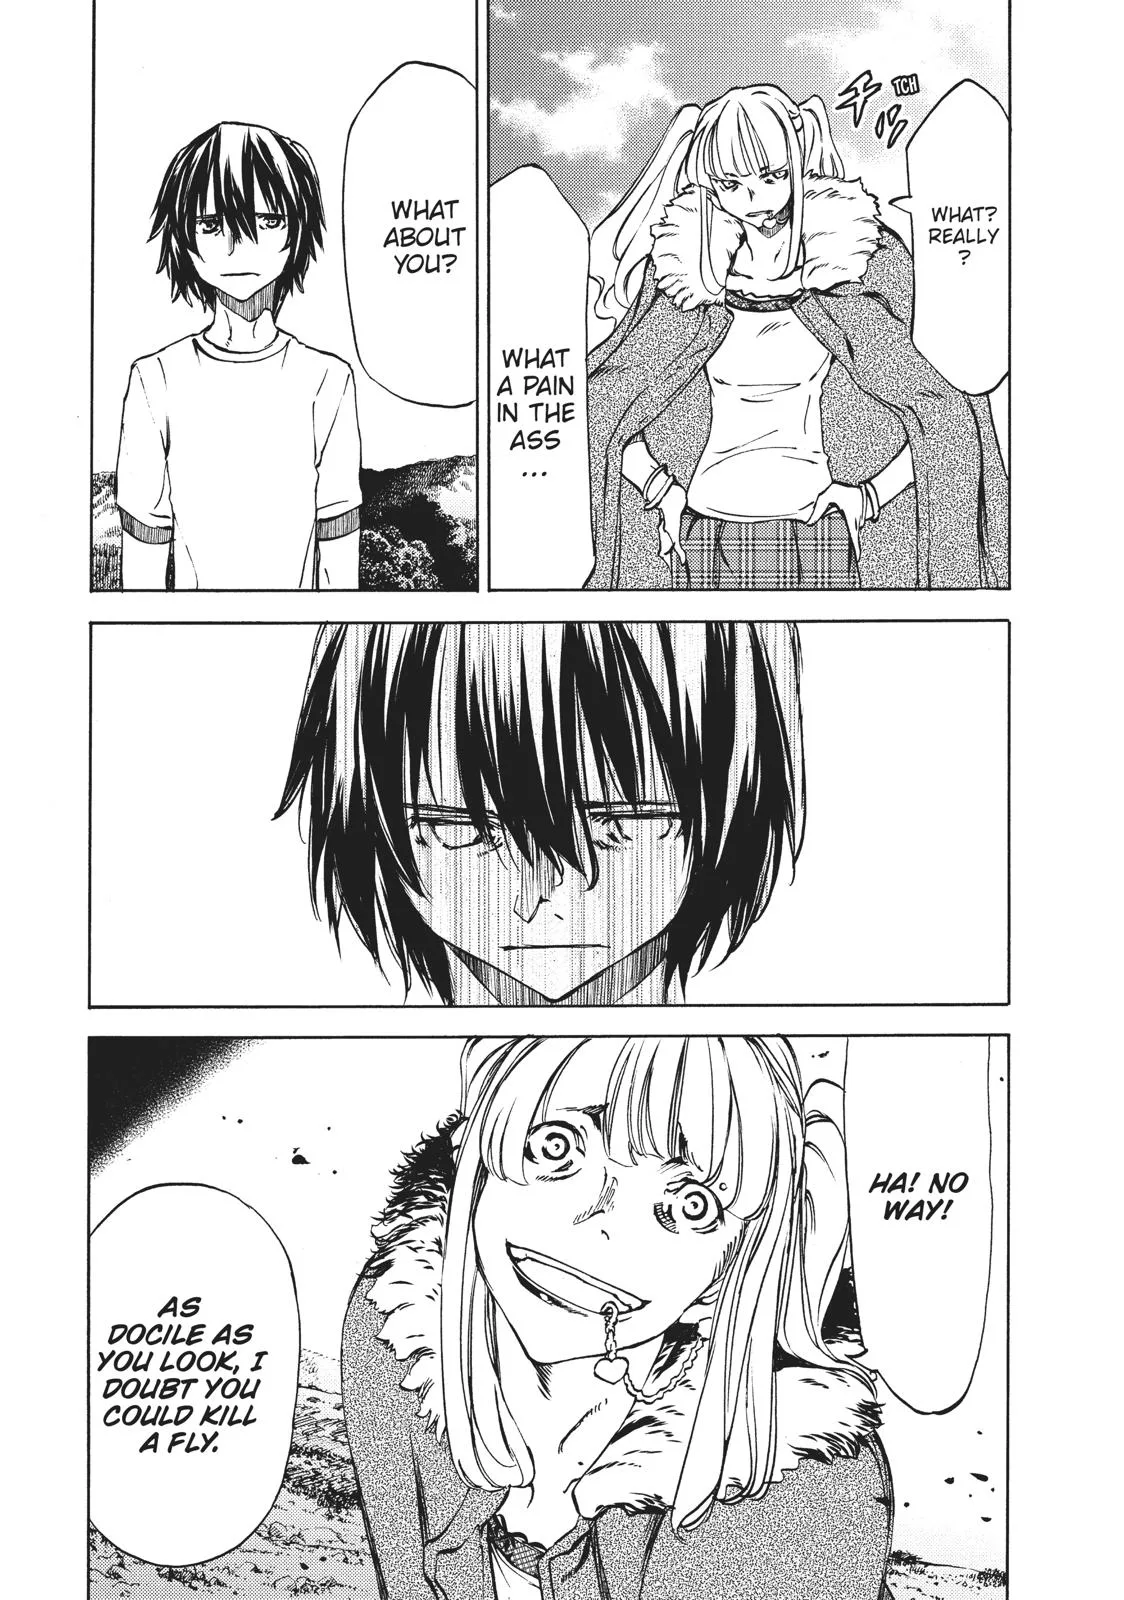 チッ
TCH
WHAT?
REALLY
?
WHAT
A PAIN
IN THE
ASS
...
WHAT
ABOUT
YOU?
HA! NO
WAY!
AS
DOCILE AS
YOU LOOK, I
DOUBT YOU
COULD KILL
A FLY.